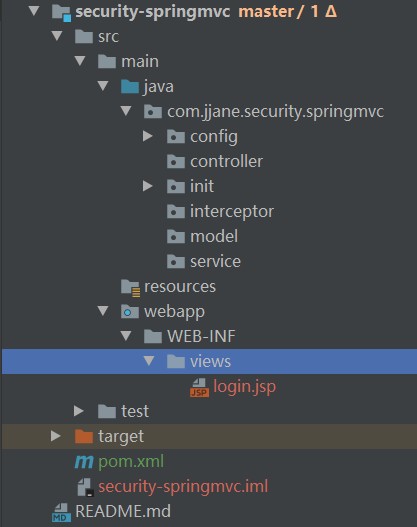 security-springmvc master / 1 Δ
src
main
java
com.jjane.security.springmvc
config
controller
init
interceptor
model
service
resources
webapp
WEB-INF
views
JSP login.jsp
test
target
m pom.xml
security-springmvc.iml
MD README.md